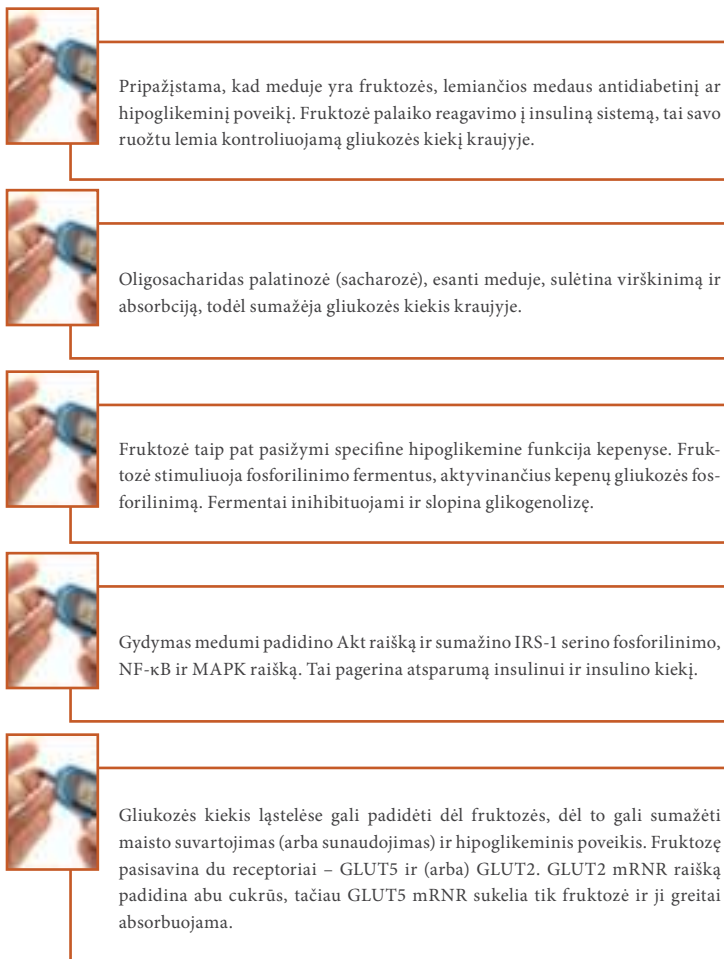 Pripažįstama, kad meduje yra fruktozės, lemiančios medaus antidiabetinį ar
hipoglikeminį poveikį. Fruktozė palaiko reagavimo į insuliną sistemą, tai savo
ruožtu lemia kontroliuojamą gliukozės kiekį kraujyje.
Oligosacharidas palatinozė (sacharozė), esanti meduje, sulėtina virškinimą ir
absorbciją, todėl sumažėja gliukozės kiekis kraujyje.
Fruktozė taip pat pasižymi specifine hipoglikemine funkcija kepenyse. Fruk-
tozė stimuliuoja fosforilinimo fermentus, aktyvinančius kepenų gliukozės fos-
forilinimą. Fermentai inihibituojami ir slopina glikogenolizę.
Gydymas medumi padidino Akt raišką ir sumažino IRS-1 serino fosforilinimo,
NF-κB ir MAPK raišką. Tai pagerina atsparumą insulinui ir insulino kiekį.
Gliukozės kiekis ląstelėse gali padidėti dėl fruktozės, dėl to gali sumažėti
maisto suvartojimas (arba sunaudojimas) ir hipoglikeminis poveikis. Fruktozę
pasisavina du receptoriai – GLUT5 ir (arba) GLUT2. GLUT2 mRNR raišką
padidina abu cukrūs, tačiau GLUT5 mRNR sukelia tik fruktozė ir ji greitai
absorbuojama.